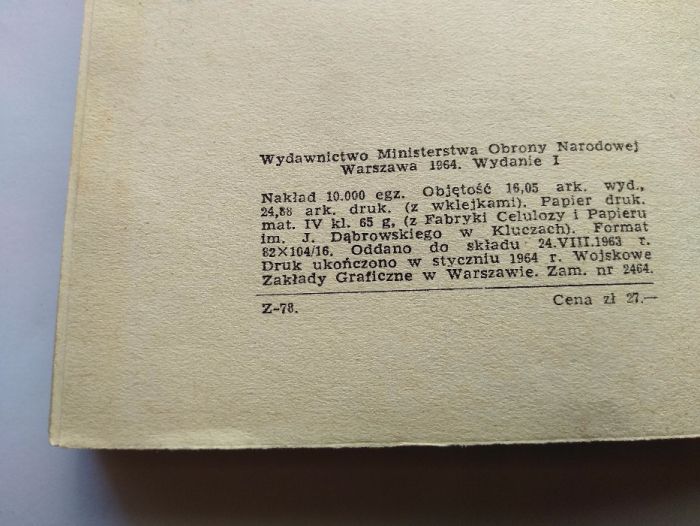 Wydawnictwo Ministerstwa Obrony Narodowej
Warszawa 1964. Wydanie I
Nakład 10.000 egz. Objętość 16,05 ark. wyd.,
24,88 ark. druk. (z wklejkami). Papier druk.
mat. IV kl. 65 g, (z Fabryki Celulozy i Papieru
im. J. Dąbrowskiego w Kluczach). Format
82×104/16. Oddano do składu 24.VIII.1963 r.
Druk ukończono w styczniu 1964 r. Wojskowe
Zakłady Graficzne w Warszawie. Zam. nr 2464.
Z-78. Cena zł 27.—